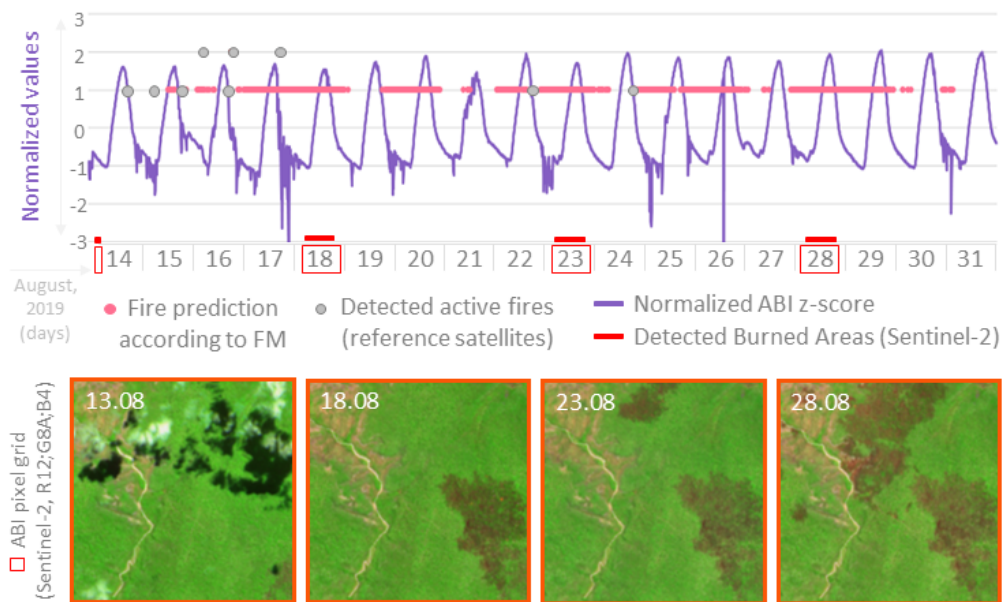 3
2
1
0
-1
-2
-3
Normalized values
14 15 16 17 18 19 20 21 22 23 24 25 26 27 28 29 30 31
August,
2019
(days)
Fire prediction
according to FM
Detected active fires
(reference satellites)
Normalized ABI z-score
Detected Burned Areas (Sentinel-2)
ABI pixel grid
(Sentinel-2, R12;G8A;B4)
13.08
18.08
23.08
28.08